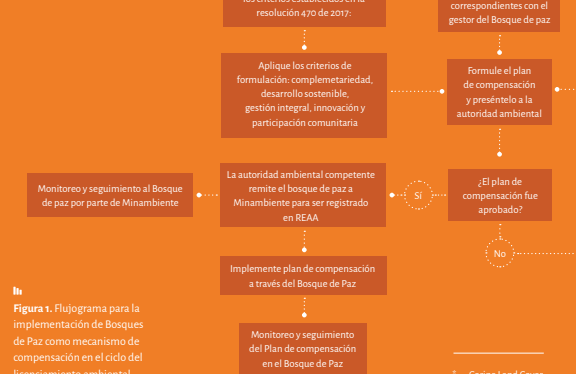 los criterios establecidos en la
resolución 470 de 2017:
correspondientes con el
gestor del Bosque de paz
Aplique los criterios de
formulación: complemetariedad,
desarrollo sostenible,
gestión integral, innovación y
participación comunitaria
Formule el plan
de compensación
y preséntelo a la
autoridad ambiental
Monitoreo y seguimiento al Bosque
de paz por parte de Minambiente
La autoridad ambiental competente
remite el bosque de paz a
Minambiente para ser registrado
en REAA
Sí
¿El plan de
compensación fue
aprobado?
No
Implemente plan de compensación
a través del Bosque de Paz
Monitoreo y seguimiento
del Plan de compensación
en el Bosque de Paz
Figura 1. Flujograma para la
implementación de Bosques
de Paz como mecanismo de
compensación en el ciclo del
licenciamiento ambiental